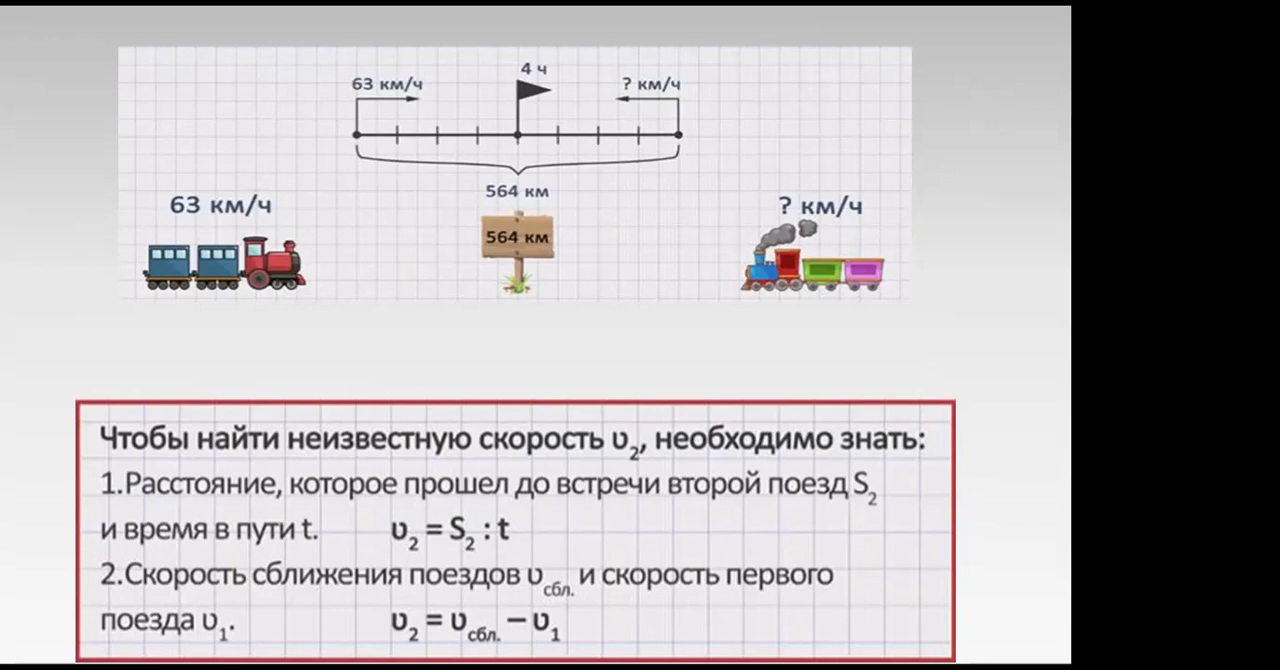 4 ч
63 км/ч
? км/ч
564 км
63 км/ч
? км/ч
564 км
Чтобы найти неизвестную скорость υ₂, необходимо знать:
1.Расстояние, которое прошел до встречи второй поезд S₂
и время в пути t. υ₂ = S₂ : t
2.Скорость сближения поездов υсбл. и скорость первого
поезда υ₁. υ₂ = υсбл. – υ₁